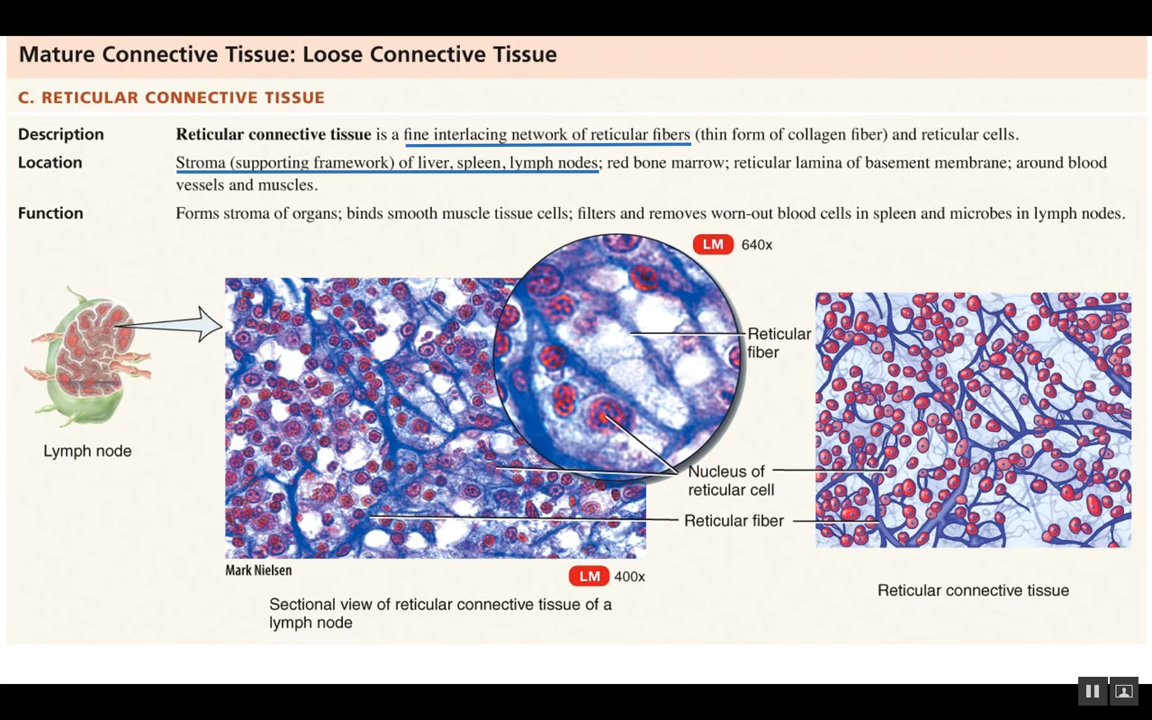 Mature Connective Tissue: Loose Connective Tissue
C. RETICULAR CONNECTIVE TISSUE
Description Reticular connective tissue is a fine interlacing network of reticular fibers (thin form of collagen fiber) and reticular cells.
Location Stroma (supporting framework) of liver, spleen, lymph nodes; red bone marrow; reticular lamina of basement membrane; around blood
vessels and muscles.
Function Forms stroma of organs; binds smooth muscle tissue cells; filters and removes worn-out blood cells in spleen and microbes in lymph nodes.
LM 640x
Reticular
fiber
Lymph node
Nucleus of
reticular cell
Reticular fiber
Mark Nielsen
LM 400x
Sectional view of reticular connective tissue of a
lymph node
Reticular connective tissue